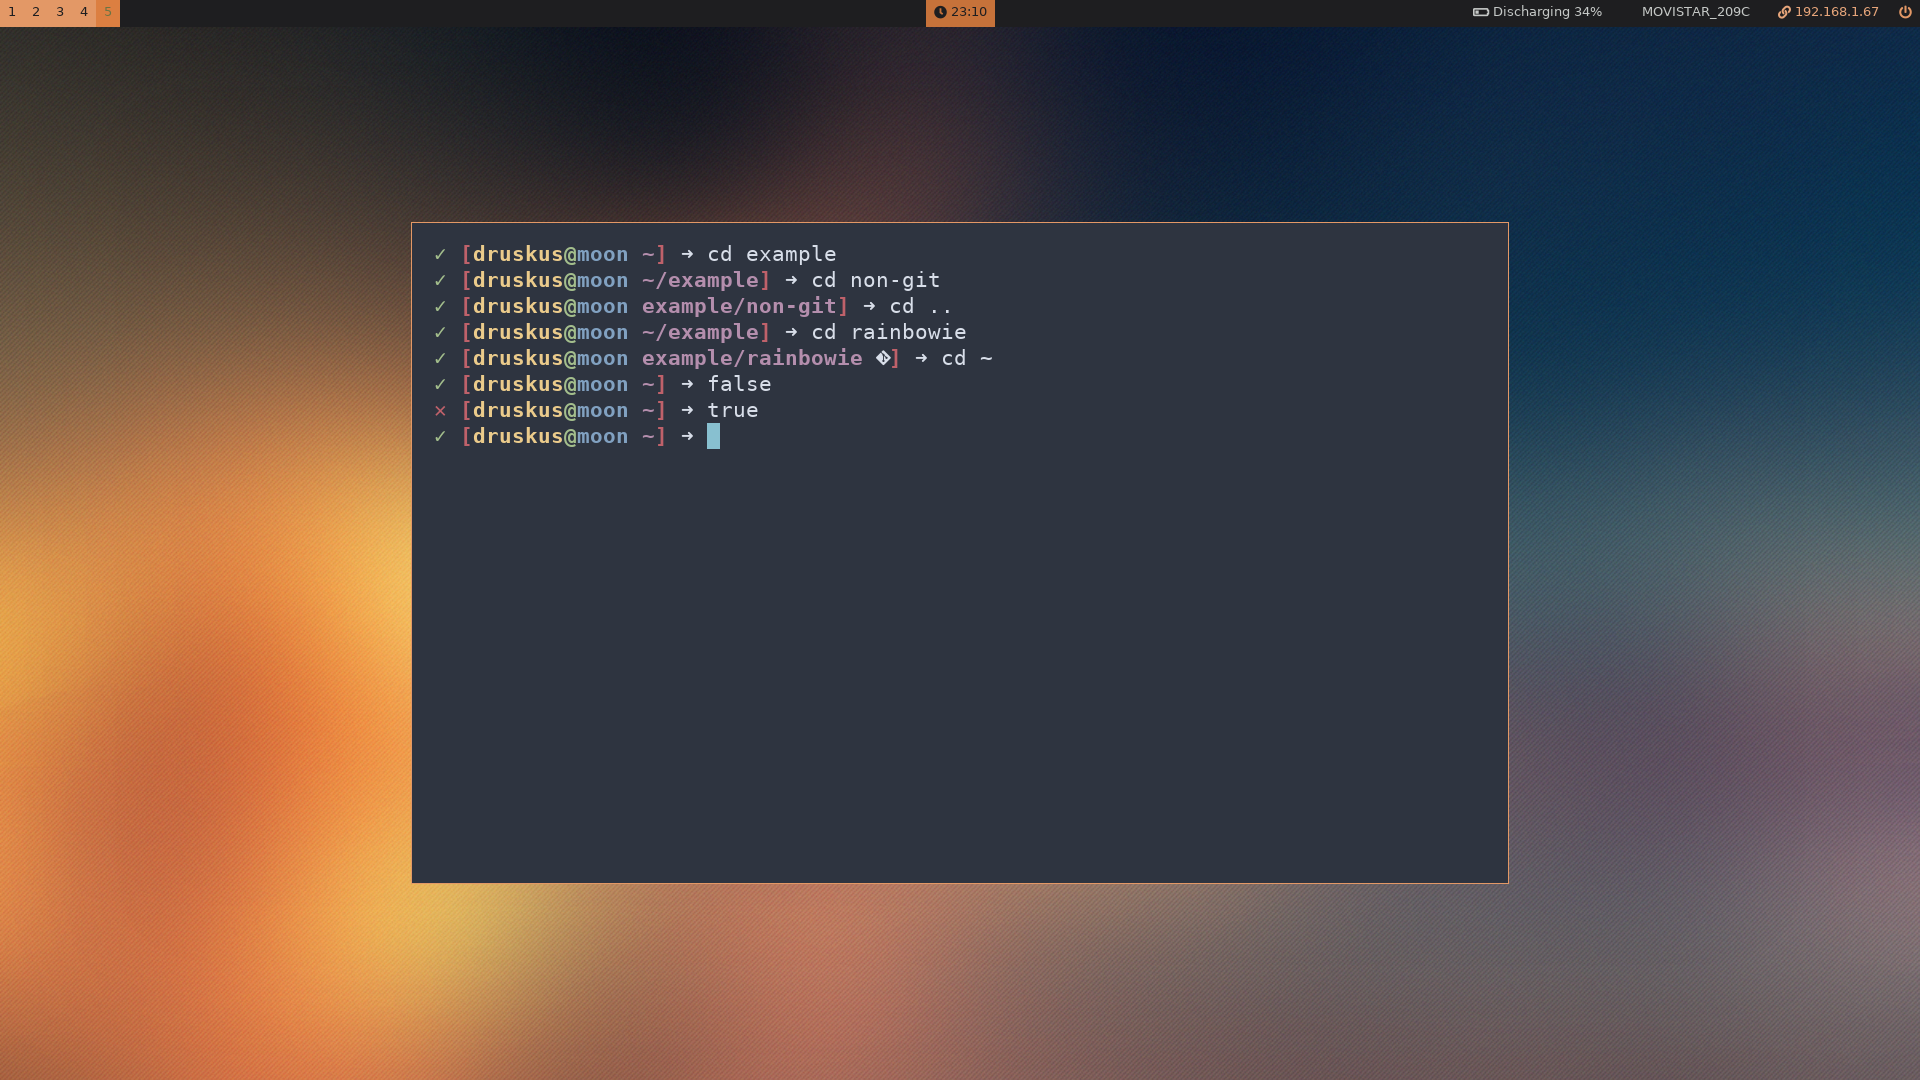 1 2 3 4 5 23:10 Discharging 34% MOVISTAR_209C 192.168.1.67
✓ [druskus@moon ~] ➜ cd example
✓ [druskus@moon ~/example] ➜ cd non-git
✓ [druskus@moon example/non-git] ➜ cd ..
✓ [druskus@moon ~/example] ➜ cd rainbowie
✓ [druskus@moon example/rainbowie �] ➜ cd ~
✓ [druskus@moon ~] ➜ false
✕ [druskus@moon ~] ➜ true
✓ [druskus@moon ~] ➜